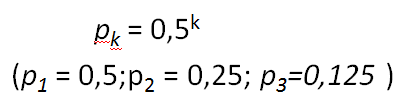 pₖ = 0,5ᵏ
(p₁ = 0,5;p₂ = 0,25; p₃=0,125 )